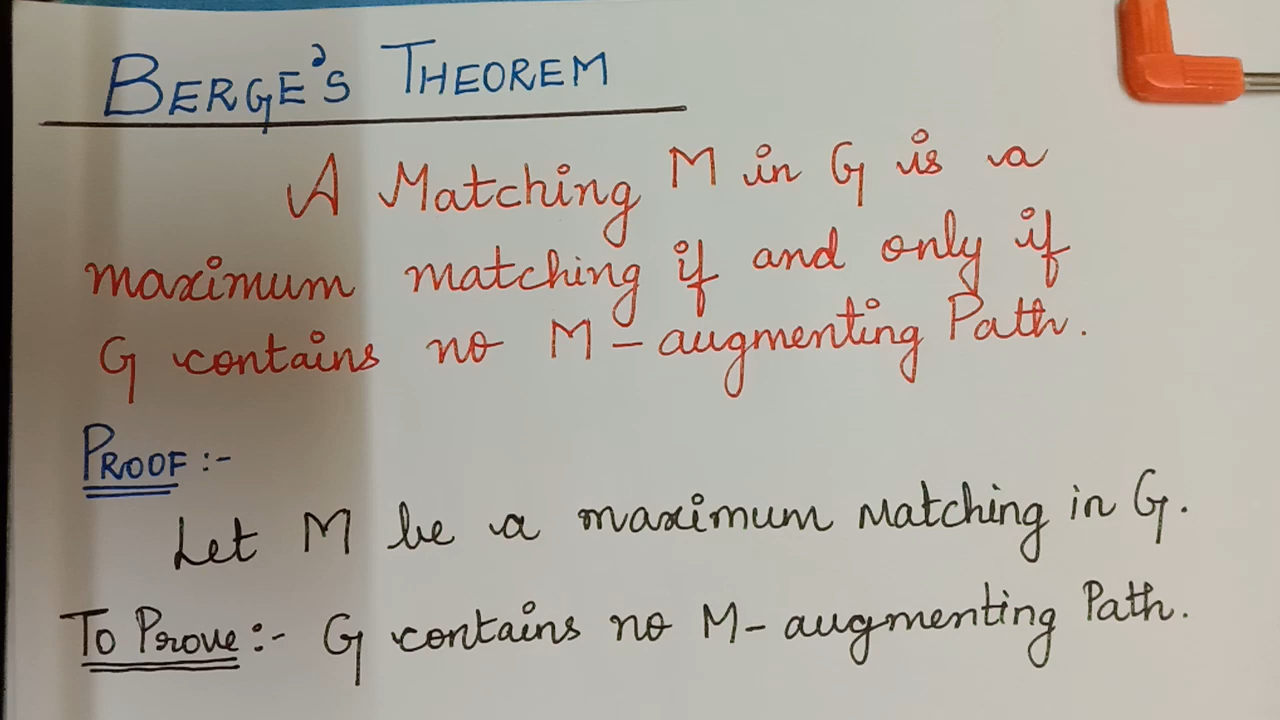 BERGE'S THEOREM
A Matching M in G is a
maximum matching if and only if
G contains no M-augmenting Path.
PROOF :-
Let M be a maximum Matching in G.
TO PROVE :- G contains no M-augmenting Path.